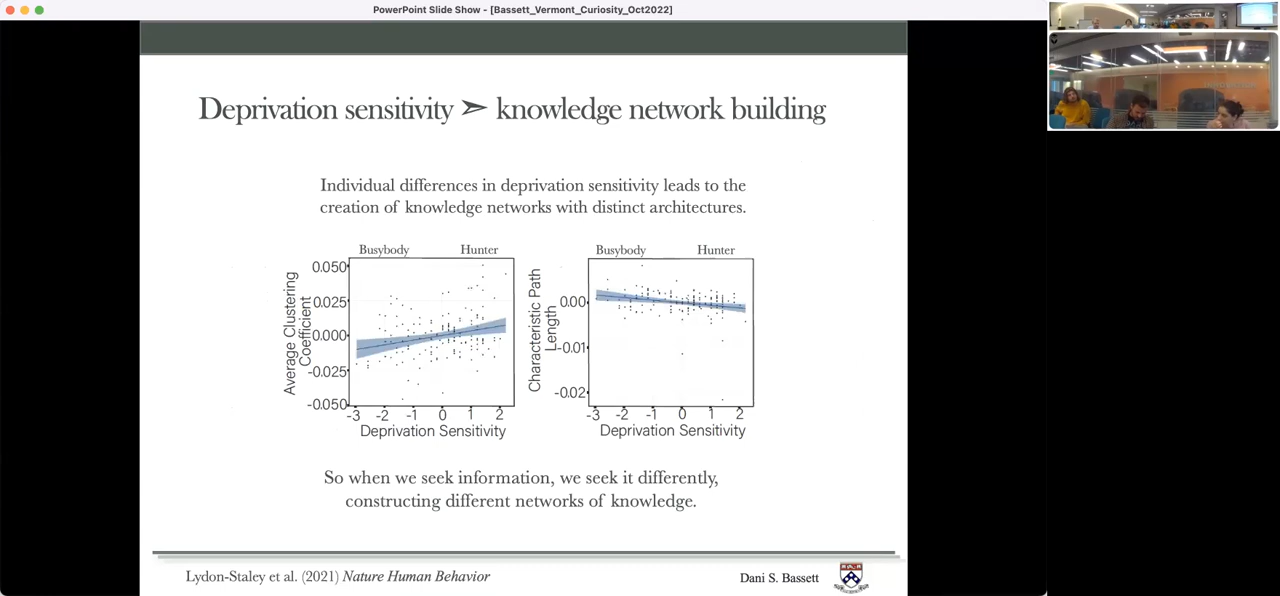 PowerPoint Slide Show - [Bassett_Vermont_Curiosity_Oct2022]
Deprivation sensitivity ➣ knowledge network building
Individual differences in deprivation sensitivity leads to the
creation of knowledge networks with distinct architectures.
Busybody Hunter
Average Clustering
Coefficient
0.050
0.025
0.000
-0.025
-0.050
-3 -2 -1 0 1 2
Deprivation Sensitivity
Busybody Hunter
Characteristic Path
Length
0.00
-0.01
-0.02
-3 -2 -1 0 1 2
Deprivation Sensitivity
So when we seek information, we seek it differently,
constructing different networks of knowledge.
Lydon-Staley et al. (2021) Nature Human Behavior
Dani S. Bassett